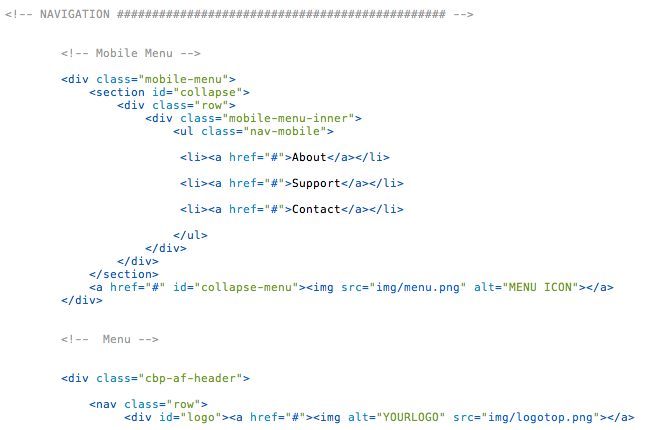 <!-- NAVIGATION ############################################### -->
<!-- Mobile Menu -->
<div class="mobile-menu">
<section id="collapse">
<div class="row">
<div class="mobile-menu-inner">
<ul class="nav-mobile">
<li><a href="#">About</a></li>
<li><a href="#">Support</a></li>
<li><a href="#">Contact</a></li>
</ul>
</div>
</div>
</section>
<a href="#" id="collapse-menu"><img src="img/menu.png" alt="MENU ICON"></a>
</div>
<!--  Menu -->
<div class="cbp-af-header">
<nav class="row">
<div id="logo"><a href="#"><img alt="YOURLOGO" src="img/logotop.png"></a>